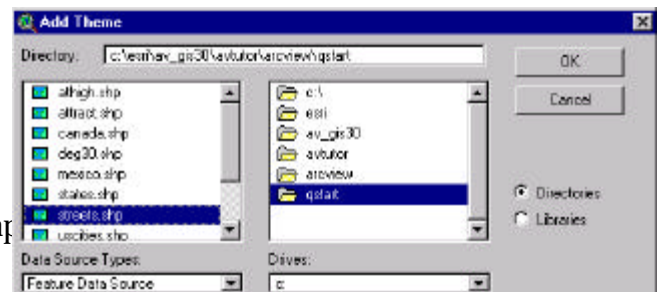 Add Theme
Directory: c:\esri\av_gis30\avtutor\arcview\qstart
OK
Cancel
athigh.shp
attract.shp
canada.shp
deg30.shp
mexico.shp
states.shp
streets.shp
uscities.shp
c:\
esri
av_gis30
avtutor
arcview
qstart
Directories
Libraries
Data Source Types:
Feature Data Source
Drives:
c: